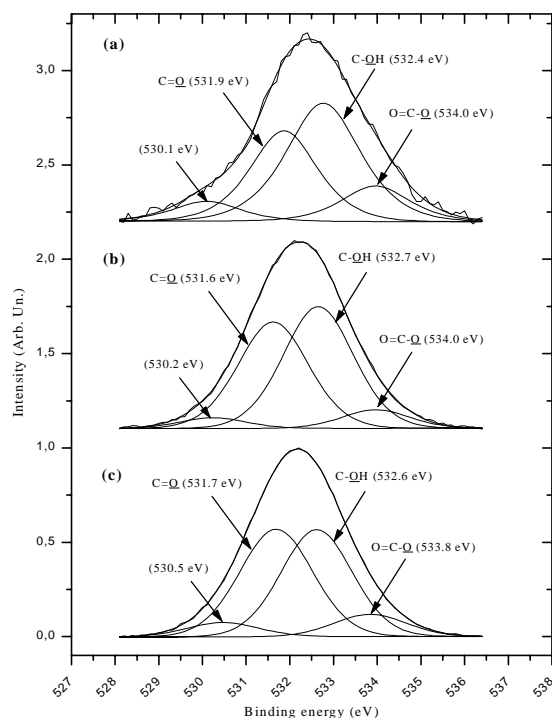 (a)
C-OH (532.4 eV)
C=O (531.9 eV)
O=C-O (534.0 eV)
(530.1 eV)
(b)
C-OH (532.7 eV)
C=O (531.6 eV)
O=C-O (534.0 eV)
(530.2 eV)
(c)
C=O (531.7 eV)
C-OH (532.6 eV)
O=C-O (533.8 eV)
(530.5 eV)
3,0
2,5
2,0
1,5
1,0
0,5
0,0
Intensity (Arb. Un.)
527 528 529 530 531 532 533 534 535 536 537 538
Binding energy (eV)